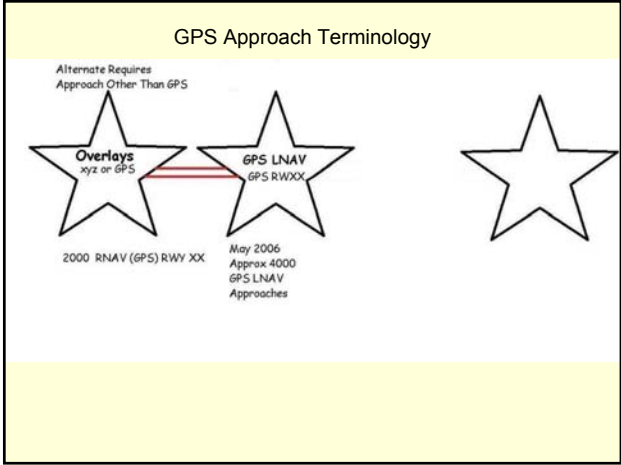 GPS Approach Terminology
Alternate Requires
Approach Other Than GPS
Overlays
xyz or GPS
GPS LNAV
GPS RWXX
2000 RNAV (GPS) RWY XX
May 2006
Approx 4000
GPS LNAV
Approaches